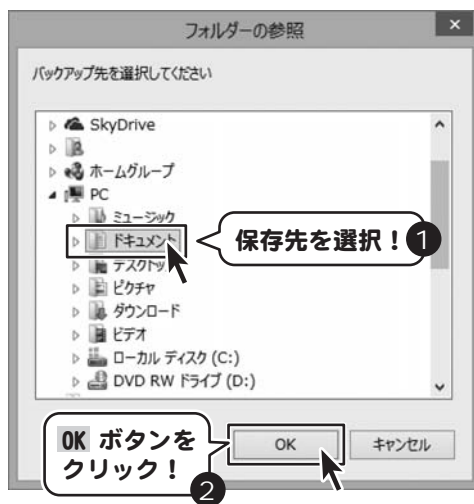 フォルダーの参照
バックアップ先を選択してください
SkyDrive
ホームグループ
PC
ミュージック
ドキュメント
保存先を選択！❶
デスクトップ
ピクチャ
ダウンロード
ビデオ
ローカル ディスク (C:)
DVD RW ドライブ (D:)
OK ボタンを
クリック！
❷
OK
キャンセル